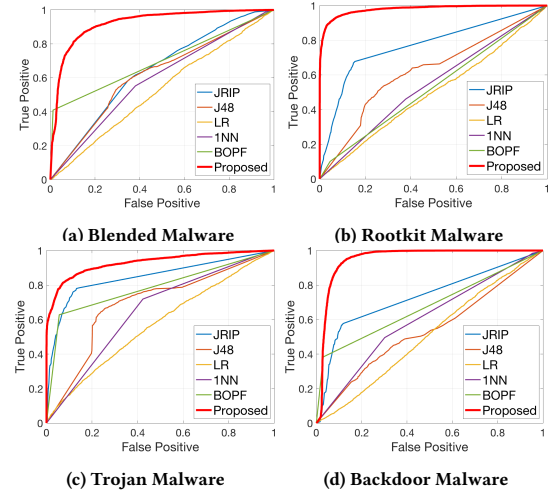 1
0.8
0.6
0.4
0.2
0
0 0.2 0.4 0.6 0.8 1
True Positive
False Positive
JRIP
J48
LR
1NN
BOPF
Proposed
(a) Blended Malware
1
0.8
0.6
0.4
0.2
0
0 0.2 0.4 0.6 0.8 1
True Positive
False Positive
JRIP
J48
LR
1NN
BOPF
Proposed
(b) Rootkit Malware
1
0.8
0.6
0.4
0.2
0
0 0.2 0.4 0.6 0.8 1
True Positive
False Positive
JRIP
J48
LR
1NN
BOPF
Proposed
(c) Trojan Malware
1
0.8
0.6
0.4
0.2
0
0 0.2 0.4 0.6 0.8 1
True Positive
False Positive
JRIP
J48
LR
1NN
BOPF
Proposed
(d) Backdoor Malware